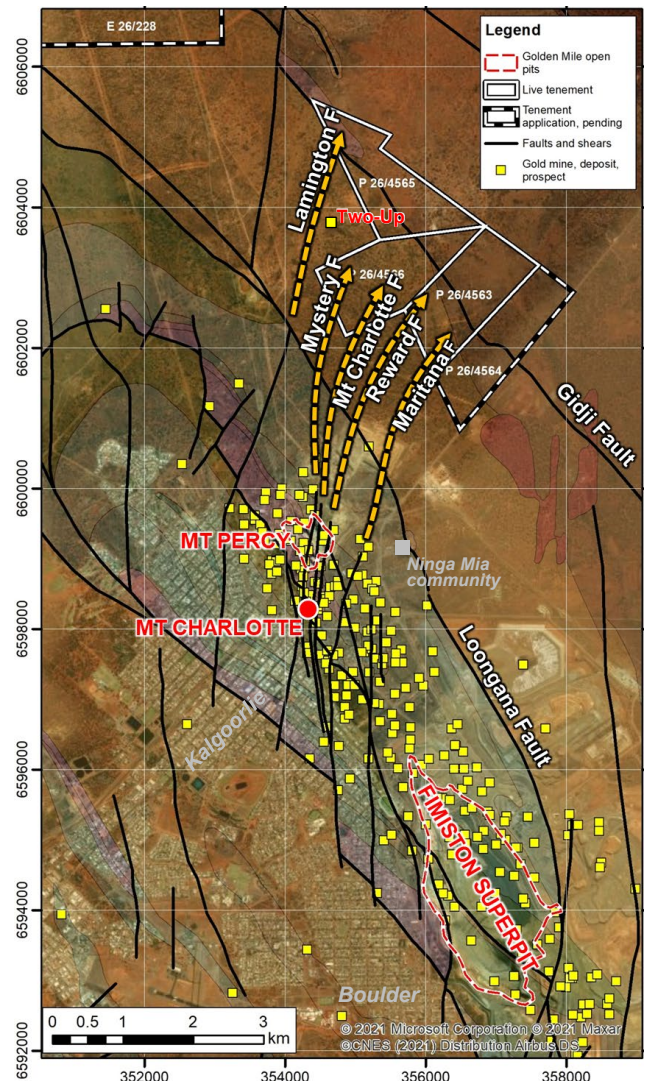 E 26/228
Legend
Golden Mile open
pits
Live tenement
Tenement
application, pending
Faults and shears
Gold mine, deposit,
prospect
6606000
6604000
6602000
6600000
6598000
6596000
6594000
6592000
Lamington F
P 26/4565
Two-Up
Mystery F
P 26/4566
Mt Charlotte F
Reward F
P 26/4563
Maritana F
P 26/4564
Gidji Fault
MT PERCY
Ninga Mia
community
MT CHARLOTTE
Loongana Fault
Kalgoorlie
FIMISTON SUPERPIT
Boulder
0 0.5 1 2 3
km
© 2021 Microsoft Corporation © 2021 Maxar
©CNES (2021) Distribution Airbus DS
352000
354000
356000
358000